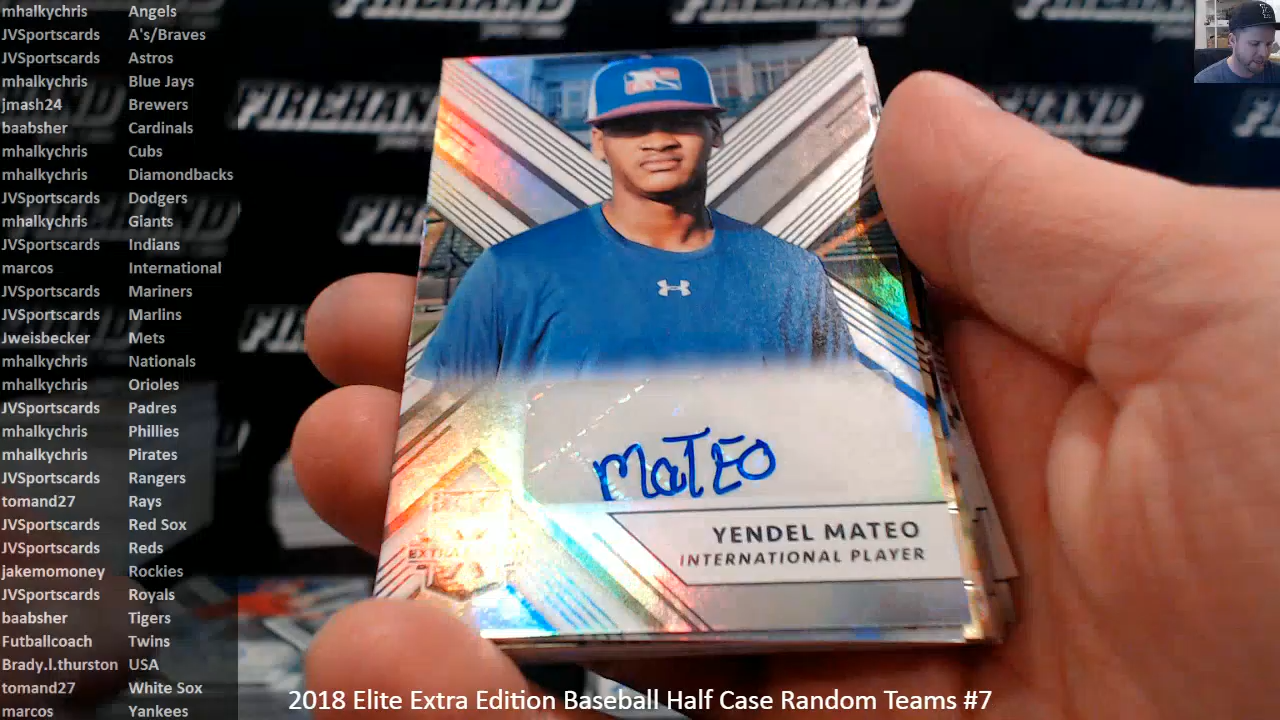 mhalkychris Angels
JVSportscards A's/Braves
JVSportscards Astros
mhalkychris Blue Jays
jmash24 Brewers
baabsher Cardinals
mhalkychris Cubs
mhalkychris Diamondbacks
JVSportscards Dodgers
mhalkychris Giants
JVSportscards Indians
marcos International
JVSportscards Mariners
JVSportscards Marlins
Jweisbecker Mets
mhalkychris Nationals
mhalkychris Orioles
JVSportscards Padres
mhalkychris Phillies
mhalkychris Pirates
JVSportscards Rangers
tomand27 Rays
JVSportscards Red Sox
JVSportscards Reds
jakemomoney Rockies
JVSportscards Royals
baabsher Tigers
Futballcoach Twins
Brady.l.thurston USA
tomand27 White Sox
marcos Yankees
FIREHAND
FIREHAND
FIREHAND
MATEO
YENDEL MATEO
INTERNATIONAL PLAYER
EXTRA
2018 Elite Extra Edition Baseball Half Case Random Teams #7